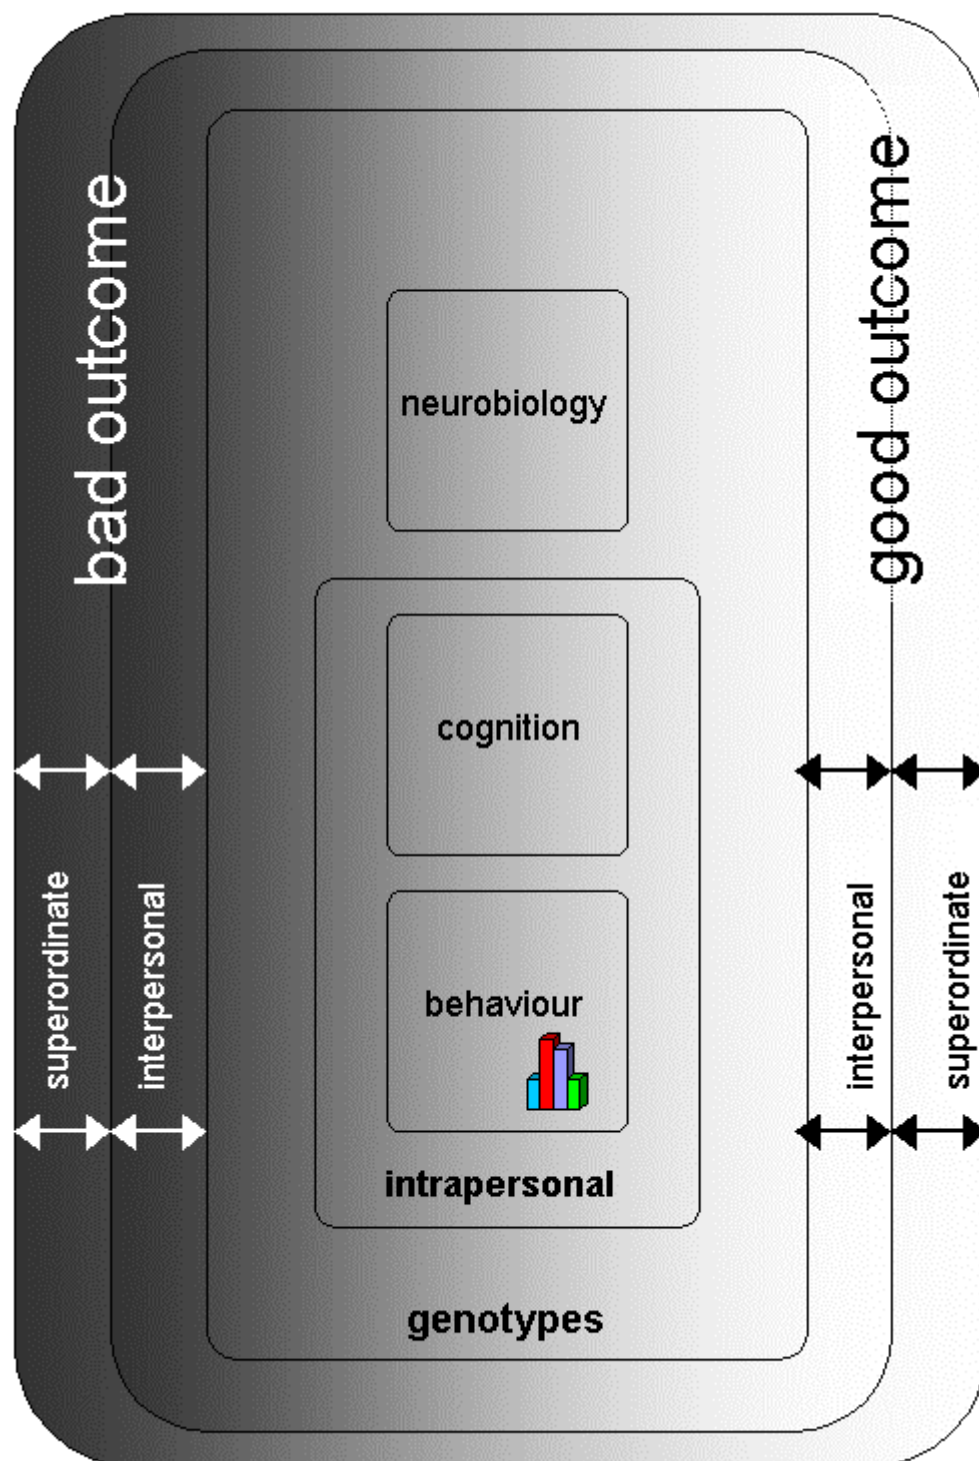 bad outcome
good outcome
neurobiology
cognition
superordinate
interpersonal
behaviour
interpersonal
superordinate
intrapersonal
genotypes